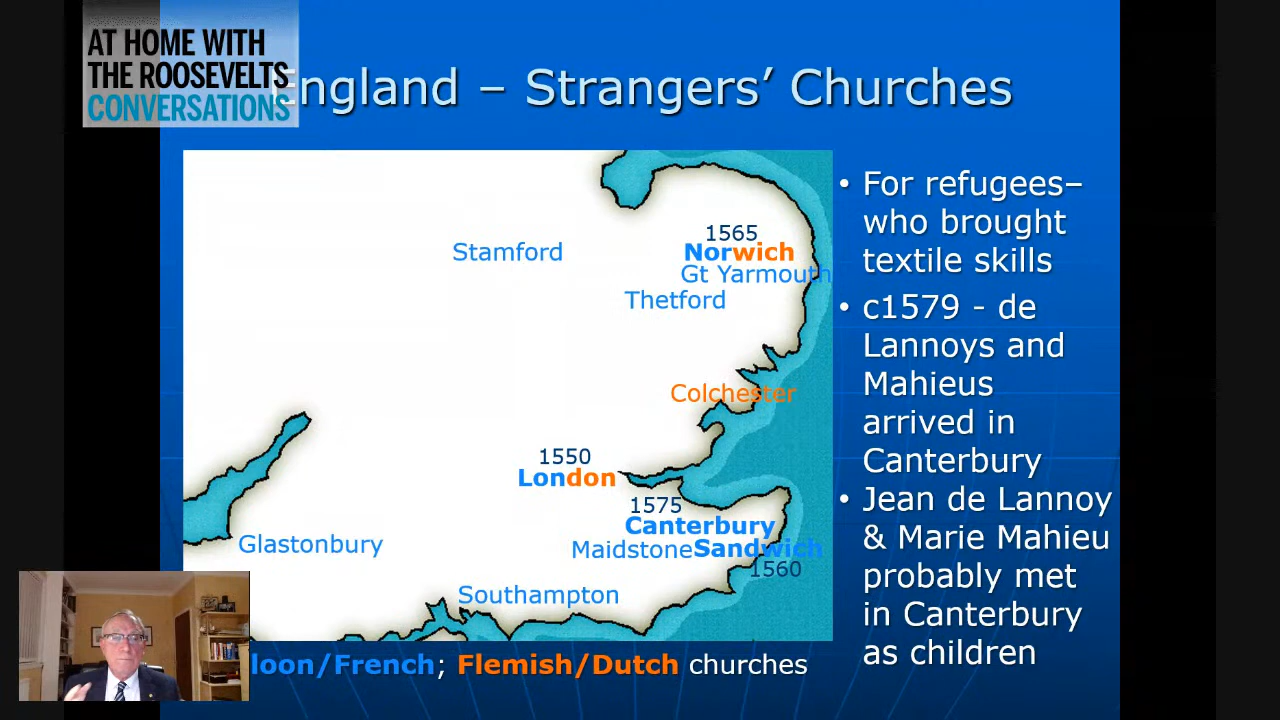 AT HOME WITH
THE ROOSEVELTS
CONVERSATIONS
England – Strangers’ Churches
1565
Stamford
Norwich
Gt Yarmouth
Thetford
Colchester
1550
London
1575
Canterbury
Maidstone Sandwich
1560
Glastonbury
Southampton
loon/French; Flemish/Dutch churches
• For refugees–
who brought
textile skills
• c1579 - de
Lannoys and
Mahieus
arrived in
Canterbury
• Jean de Lannoy
& Marie Mahieu
probably met
in Canterbury
as children